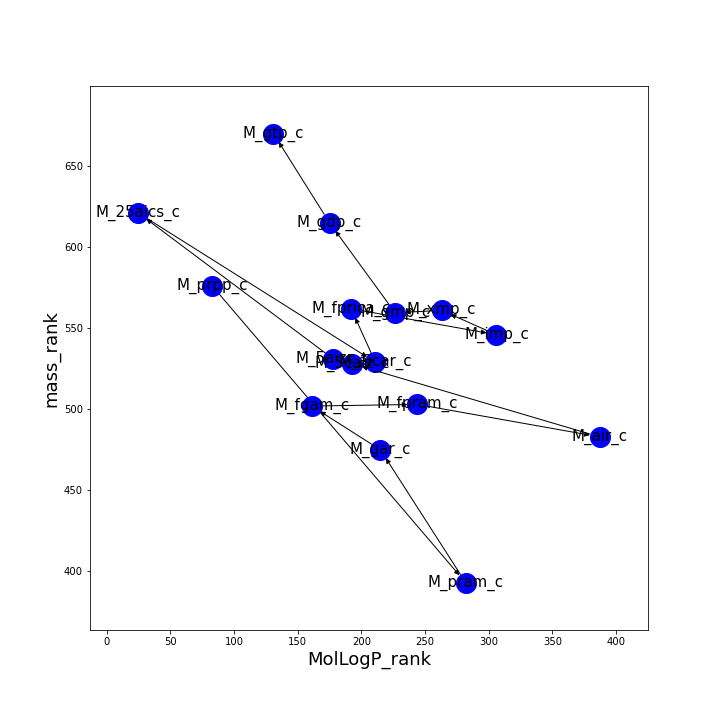 M_gtp_c
650
M_25aics_c
M_gdp_c
600
M_prpp_c
M_fprica_c
M_gmp_c
M_xmp_c
M_imp_c
550
mass_rank
M_fgam_c
M_fpram_c
500
M_air_c
M_gar_c
450
M_pram_c
400
0 50 100 150 200 250 300 350 400
MolLogP_rank